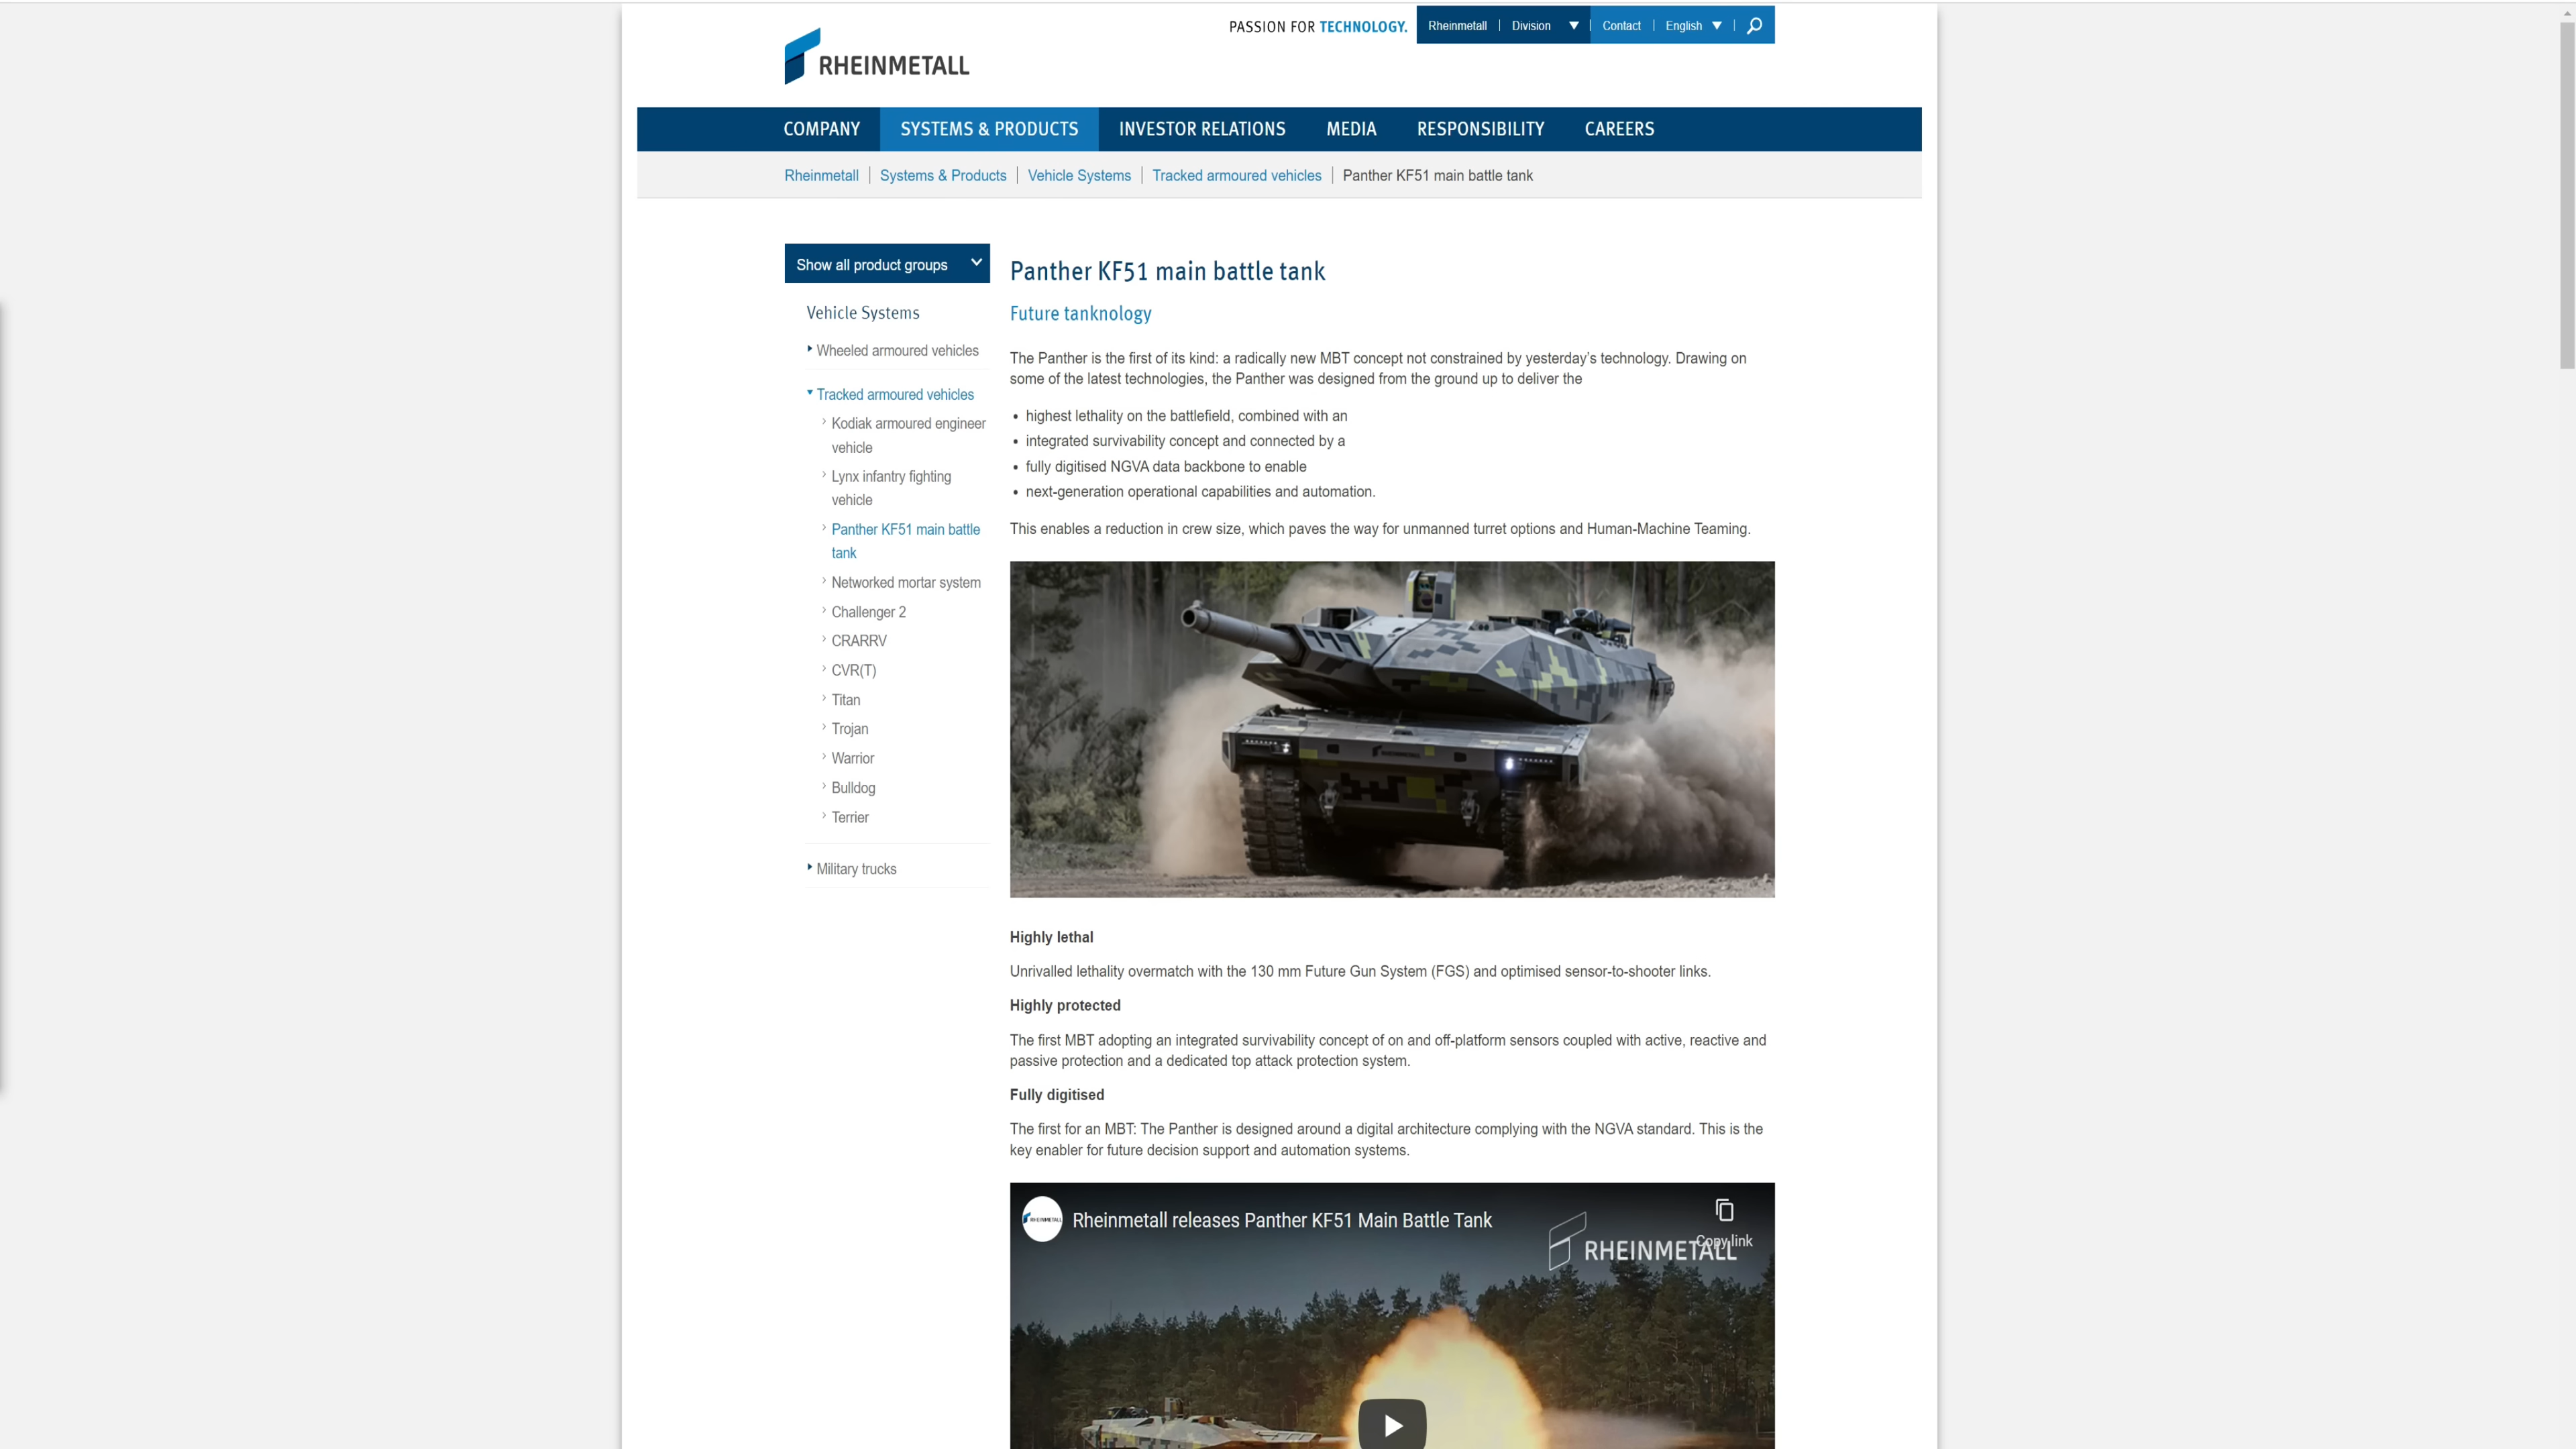 PASSION FOR TECHNOLOGY.
Rheinmetall
Division
Contact
English
RHEINMETALL
COMPANY
SYSTEMS & PRODUCTS
INVESTOR RELATIONS
MEDIA
RESPONSIBILITY
CAREERS
Rheinmetall
Systems & Products
Vehicle Systems
Tracked armoured vehicles
Panther KF51 main battle tank
Show all product groups
Vehicle Systems
Wheeled armoured vehicles
Tracked armoured vehicles
Kodiak armoured engineer
vehicle
Lynx infantry fighting
vehicle
Panther KF51 main battle
tank
Networked mortar system
Challenger 2
CRARRV
CVR(T)
Titan
Trojan
Warrior
Bulldog
Terrier
Military trucks
Panther KF51 main battle tank
Future tanknology
The Panther is the first of its kind: a radically new MBT concept not constrained by yesterday's technology. Drawing on
some of the latest technologies, the Panther was designed from the ground up to deliver the
• highest lethality on the battlefield, combined with an
• integrated survivability concept and connected by a
• fully digitised NGVA data backbone to enable
• next-generation operational capabilities and automation.
This enables a reduction in crew size, which paves the way for unmanned turret options and Human-Machine Teaming.
Highly lethal
Unrivalled lethality overmatch with the 130 mm Future Gun System (FGS) and optimised sensor-to-shooter links.
Highly protected
The first MBT adopting an integrated survivability concept of on and off-platform sensors coupled with active, reactive and
passive protection and a dedicated top attack protection system.
Fully digitised
The first for an MBT: The Panther is designed around a digital architecture complying with the NGVA standard. This is the
key enabler for future decision support and automation systems.
RHEINMETALL
Rheinmetall releases Panther KF51 Main Battle Tank
Copy link
RHEINMETALL